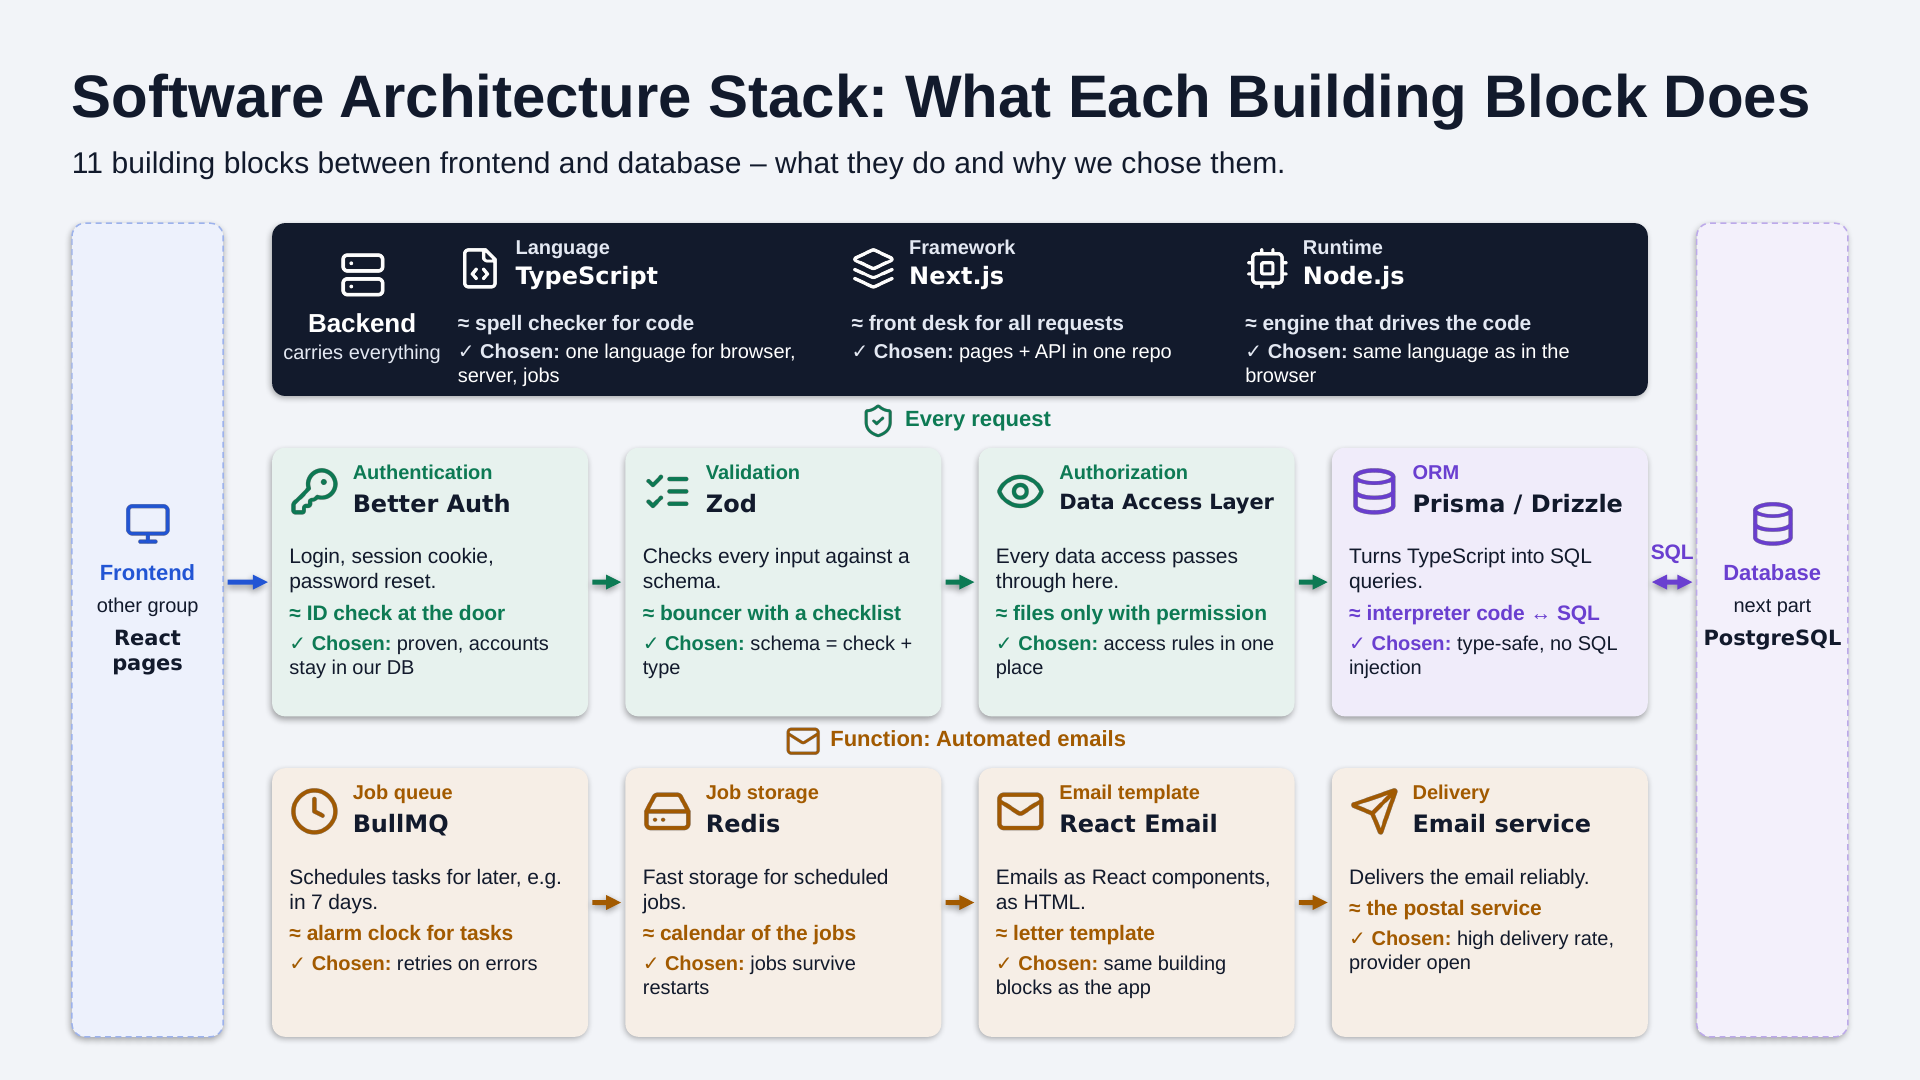 Software Architecture Stack: What Each Building Block Does
11 building blocks between frontend and database – what they do and why we chose them.
Frontend
other group
React
pages
Backend
carries everything
Language
TypeScript
≈ spell checker for code
✓ Chosen: one language for browser,
server, jobs
Framework
Next.js
≈ front desk for all requests
✓ Chosen: pages + API in one repo
Runtime
Node.js
≈ engine that drives the code
✓ Chosen: same language as in the
browser
Every request
Authentication
Better Auth
Login, session cookie,
password reset.
≈ ID check at the door
✓ Chosen: proven, accounts
stay in our DB
Validation
Zod
Checks every input against a
schema.
≈ bouncer with a checklist
✓ Chosen: schema = check +
type
Authorization
Data Access Layer
Every data access passes
through here.
≈ files only with permission
✓ Chosen: access rules in one
place
ORM
Prisma / Drizzle
Turns TypeScript into SQL
queries.
≈ interpreter code ↔ SQL
✓ Chosen: type-safe, no SQL
injection
SQL
Database
next part
PostgreSQL
Function: Automated emails
Job queue
BullMQ
Schedules tasks for later, e.g.
in 7 days.
≈ alarm clock for tasks
✓ Chosen: retries on errors
Job storage
Redis
Fast storage for scheduled
jobs.
≈ calendar of the jobs
✓ Chosen: jobs survive
restarts
Email template
React Email
Emails as React components,
as HTML.
≈ letter template
✓ Chosen: same building
blocks as the app
Delivery
Email service
Delivers the email reliably.
≈ the postal service
✓ Chosen: high delivery rate,
provider open